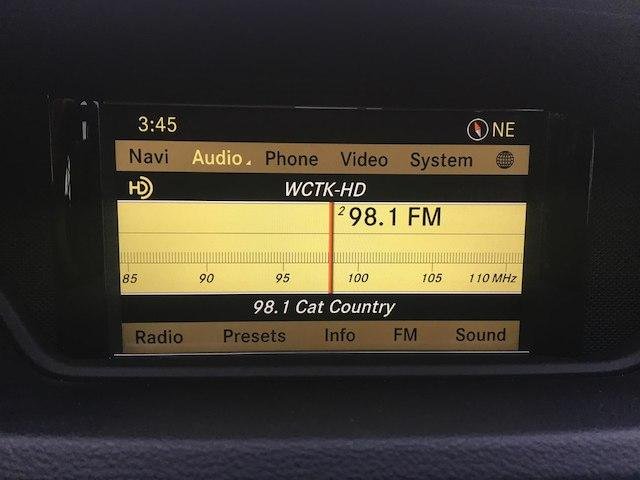 3:45 NE
Navi Audio Phone Video System
HD WCTK-HD
2 98.1 FM
85 90 95 100 105 110 MHz
98.1 Cat Country
Radio Presets Info FM Sound